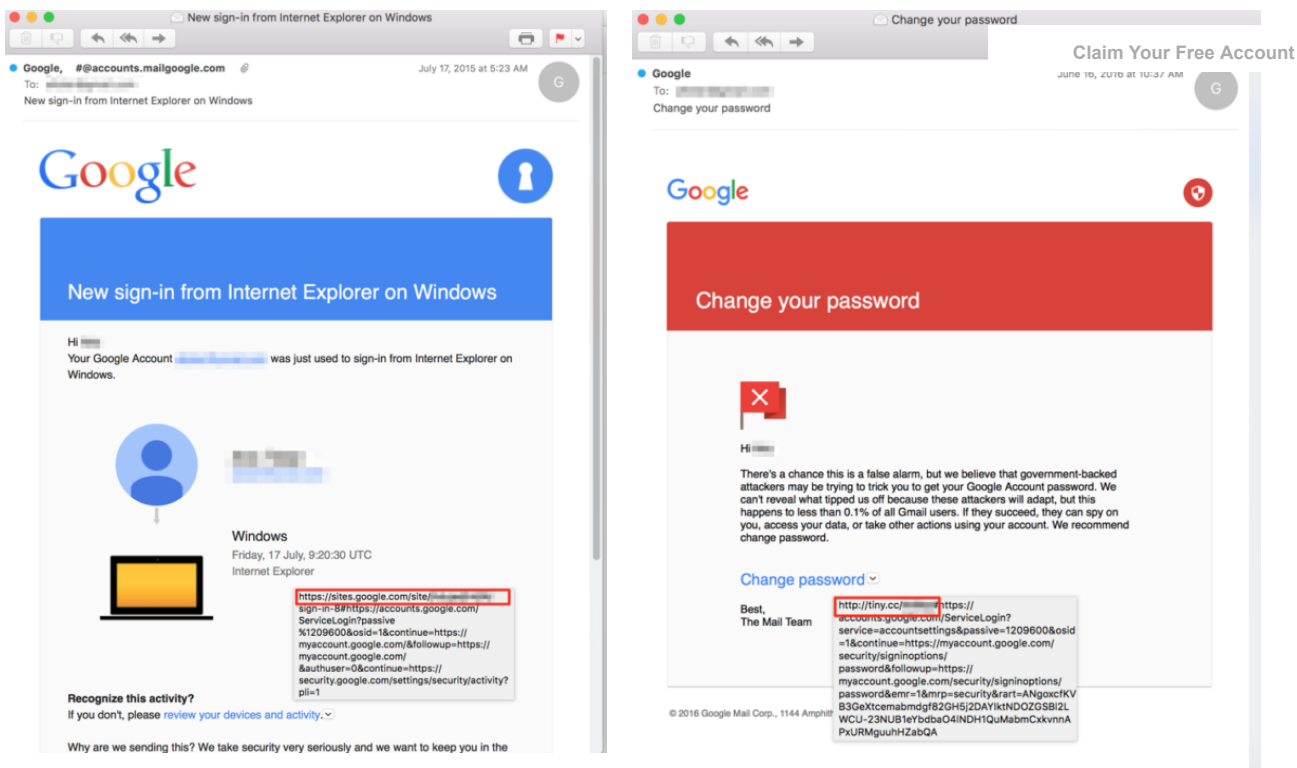 New sign-in from Internet Explorer on Windows
Google, #@accounts.mailgoogle.com
July 17, 2015 at 5:23 AM
G
To:
New sign-in from Internet Explorer on Windows
Google
New sign-in from Internet Explorer on Windows
Hi
Your Google Account was just used to sign-in from Internet Explorer on
Windows.
Windows
Friday, 17 July, 9:20:30 UTC
Internet Explorer
https://sites.google.com/site/
sign-in-8#https://accounts.google.com/
ServiceLogin?passive
%1209600&osid=1&continue=https://
myaccount.google.com/&followup=https://
myaccount.google.com/
&authuser=0&continue=https://
security.google.com/settings/security/activity?
pli=1
Recognize this activity?
If you don't, please review your devices and activity.
Why are we sending this? We take security very seriously and we want to keep you in the
Change your password
Claim Your Free Account
Google
June 16, 2016 at 10:37 AM
G
To:
Change your password
Google
Change your password
Hi
There's a chance this is a false alarm, but we believe that government-backed
attackers may be trying to trick you to get your Google Account password. We
can't reveal what tipped us off because these attackers will adapt, but this
happens to less than 0.1% of all Gmail users. If they succeed, they can spy on
you, access your data, or take other actions using your account. We recommend
change password.
Change password
Best,
The Mail Team
http://tiny.cc/ #https://
accounts.google.com/ServiceLogin?
service=accountsettings&passive=1209600&osid
=1&continue=https://myaccount.google.com/
security/signinoptions/
password&followup=https://
myaccount.google.com/security/signinoptions/
password&emr=1&mrp=security&rart=ANgoxcfKV
B3GeXtcemabmdgf82GH5j2DAYlktNDOZGSBl2L
WCU-23NUB1eYbdbaO4lNDH1QuMabmCxkvnnA
PxURMguuhHZabQA
© 2016 Google Mail Corp., 1144 Amphith